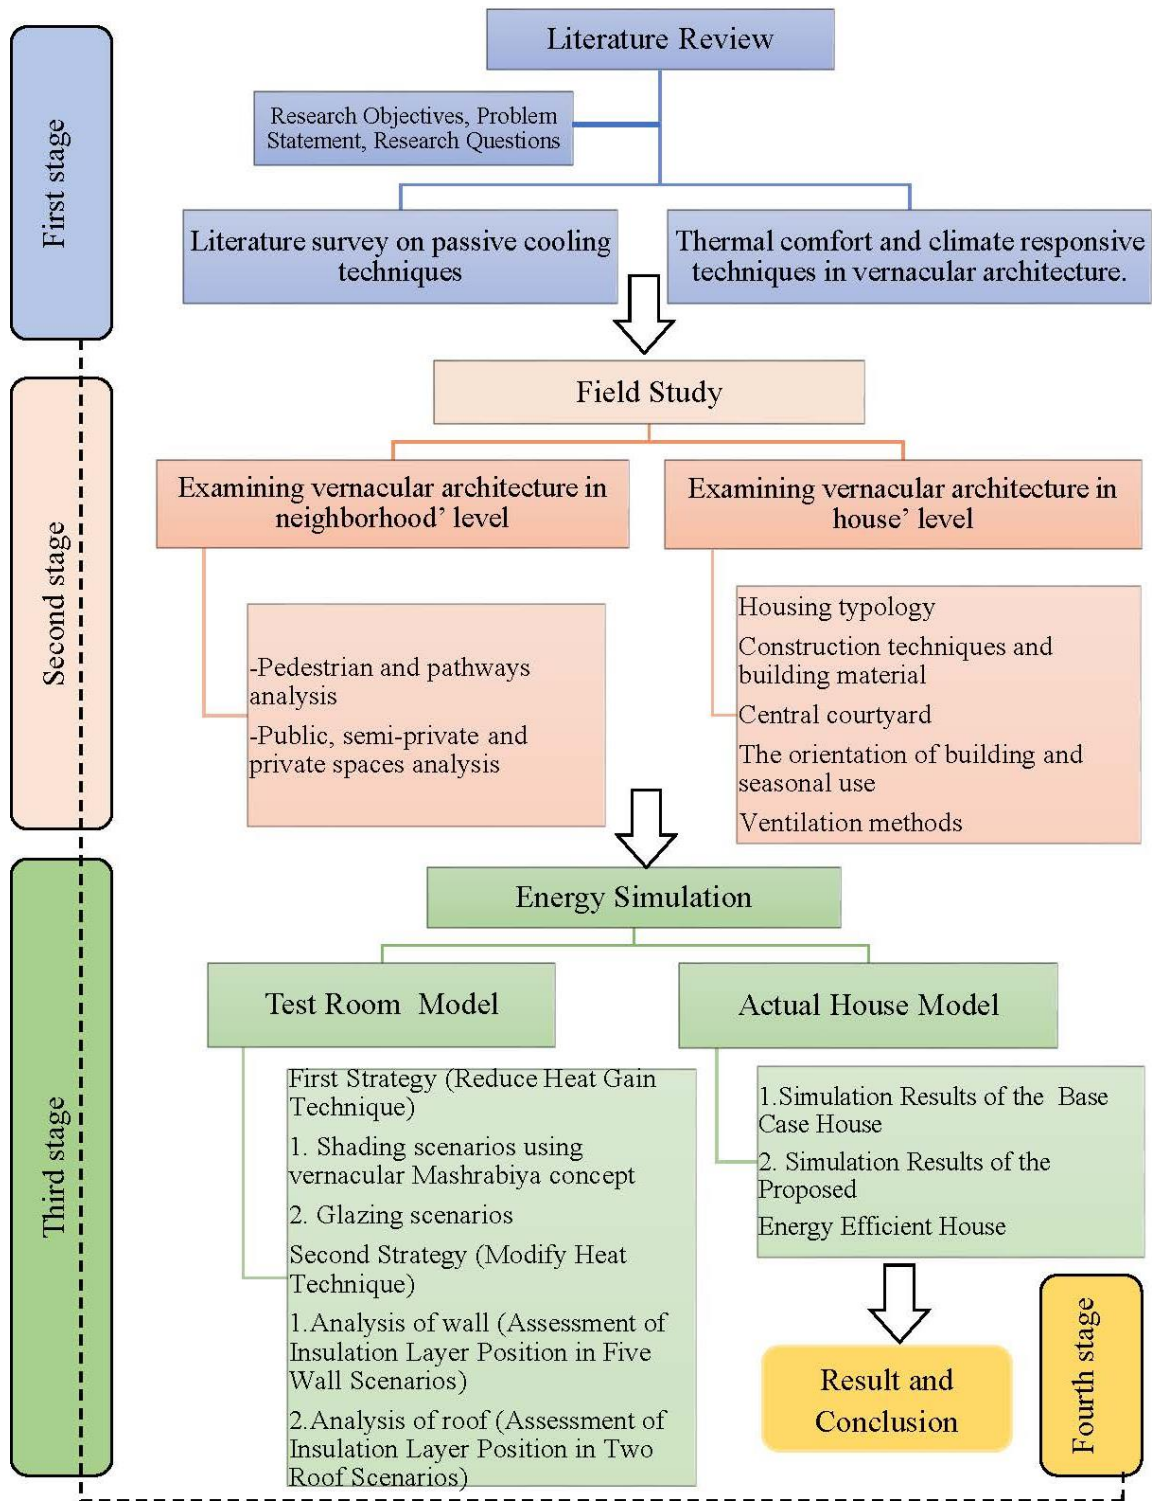 First stage
Literature Review
Research Objectives, Problem
Statement, Research Questions
Literature survey on passive cooling
techniques
Thermal comfort and climate responsive
techniques in vernacular architecture.
Second stage
Field Study
Examining vernacular architecture in
neighborhood’ level
Examining vernacular architecture in
house’ level
-Pedestrian and pathways
analysis
-Public, semi-private and
private spaces analysis
Housing typology
Construction techniques and
building material
Central courtyard
The orientation of building and
seasonal use
Ventilation methods
Third stage
Energy Simulation
Test Room Model
Actual House Model
First Strategy (Reduce Heat Gain
Technique)
1. Shading scenarios using
vernacular Mashrabiya concept
2. Glazing scenarios
Second Strategy (Modify Heat
Technique)
1.Analysis of wall (Assessment of
Insulation Layer Position in Five
Wall Scenarios)
2.Analysis of roof (Assessment of
Insulation Layer Position in Two
Roof Scenarios)
1.Simulation Results of the Base
Case House
2. Simulation Results of the
Proposed
Energy Efficient House
Result and
Conclusion
Fourth stage